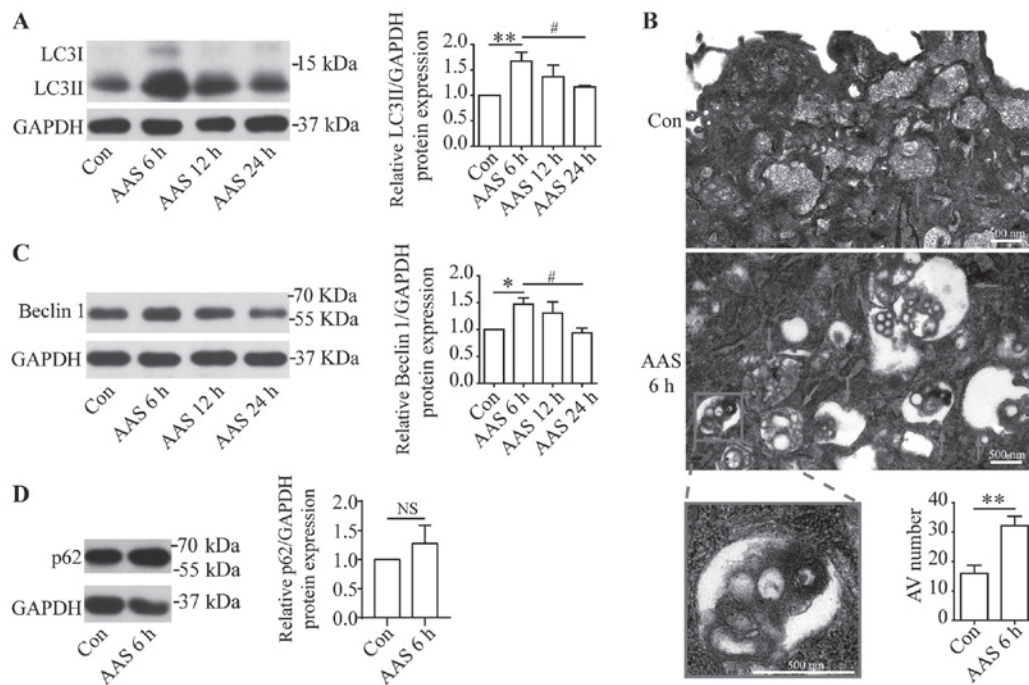 A
LC3I
LC3II
GAPDH
-15 kDa
-37 kDa
Con
AAS 6 h
AAS 12 h
AAS 24 h
Relative LC3II/GAPDH
protein expression
2.0
1.5
1.0
0.5
0.0
**
#
Con
AAS 6 h
AAS 12 h
AAS 24 h
B
Con
500 nm
AAS
6 h
500 nm
500 nm
AV number
40
30
20
10
0
**
Con
AAS 6 h
C
Beclin 1
GAPDH
-70 KDa
-55 KDa
-37 KDa
Con
AAS 6 h
AAS 12 h
AAS 24 h
Relative Beclin 1/GAPDH
protein expression
2.0
1.5
1.0
0.5
0.0
*
#
Con
AAS 6 h
AAS 12 h
AAS 24 h
D
p62
GAPDH
-70 kDa
-55 kDa
-37 kDa
Con
AAS 6 h
Relative p62/GAPDH
protein expression
2.0
1.5
1.0
0.5
0.0
NS
Con
AAS 6 h